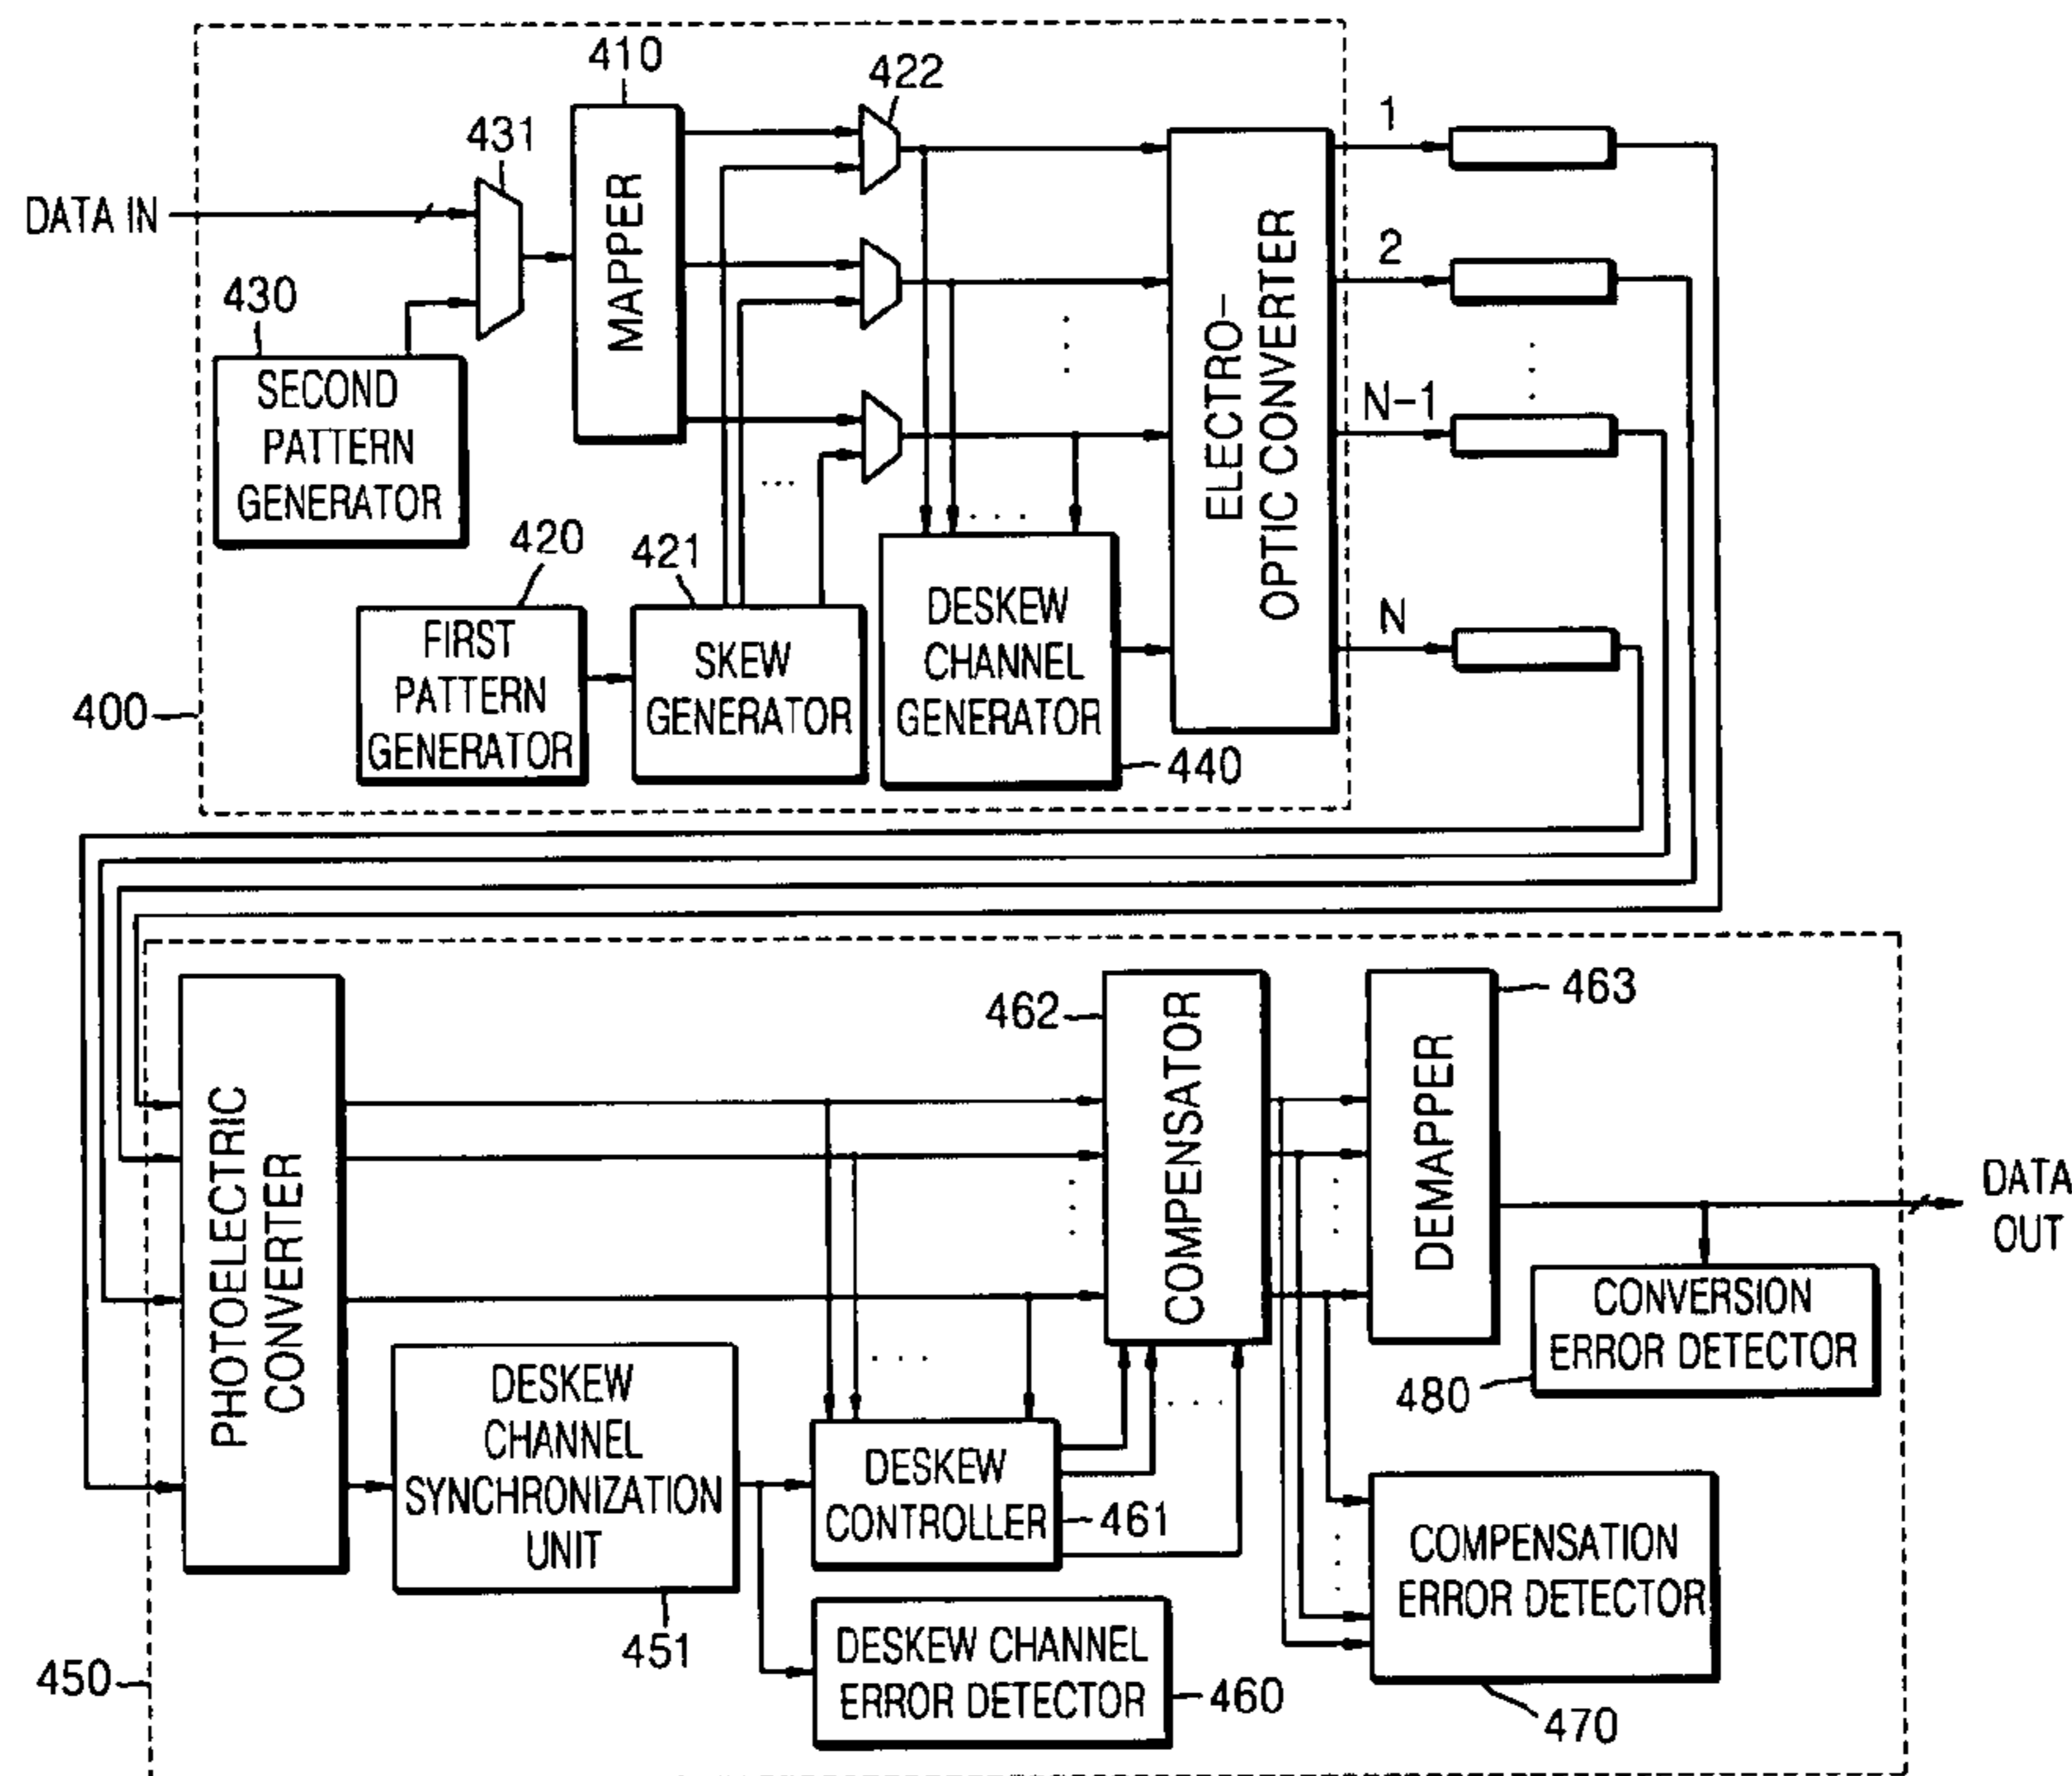 410
422
431
DATA IN
430
MAPPER
SECOND
PATTERN
GENERATOR
420
421
FIRST
PATTERN
GENERATOR
SKEW
GENERATOR
DESKEW
CHANNEL
GENERATOR
440
ELECTRO-
OPTIC CONVERTER
1
2
N-1
N
400
PHOTOELECTRIC
CONVERTER
462
COMPENSATOR
463
DEMAPPER
DATA
OUT
CONVERSION
ERROR DETECTOR
480
DESKEW
CHANNEL
SYNCHRONIZATION
UNIT
451
DESKEW
CONTROLLER
461
COMPENSATION
ERROR DETECTOR
470
DESKEW CHANNEL
ERROR DETECTOR
460
450